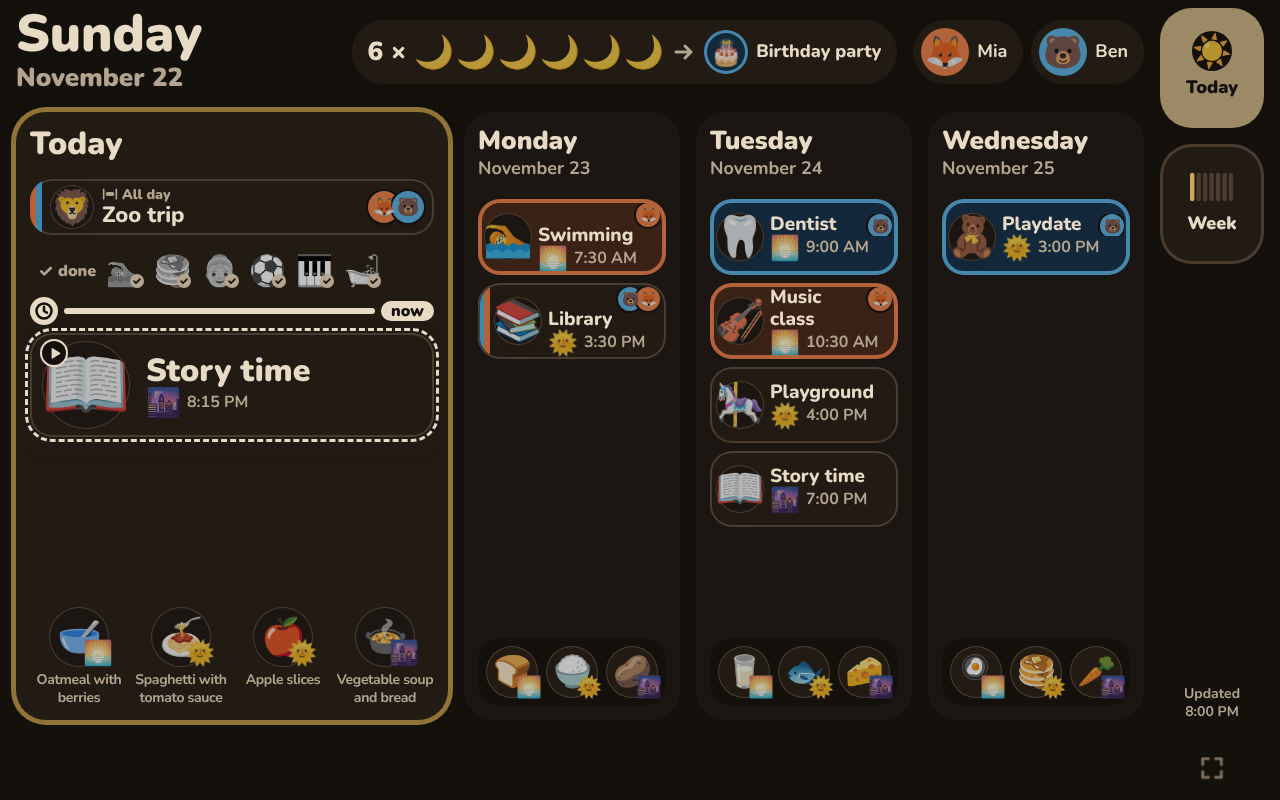 Sunday
November 22
6 × → Birthday party
Mia
Ben
Today
Week
Today
All day
Zoo trip
✓ done
now
Story time
8:15 PM
Oatmeal with
berries
Spaghetti with
tomato sauce
Apple slices
Vegetable soup
and bread
Monday
November 23
Swimming
7:30 AM
Library
3:30 PM
Tuesday
November 24
Dentist
9:00 AM
Music
class
10:30 AM
Playground
4:00 PM
Story time
7:00 PM
Wednesday
November 25
Playdate
3:00 PM
Updated
8:00 PM